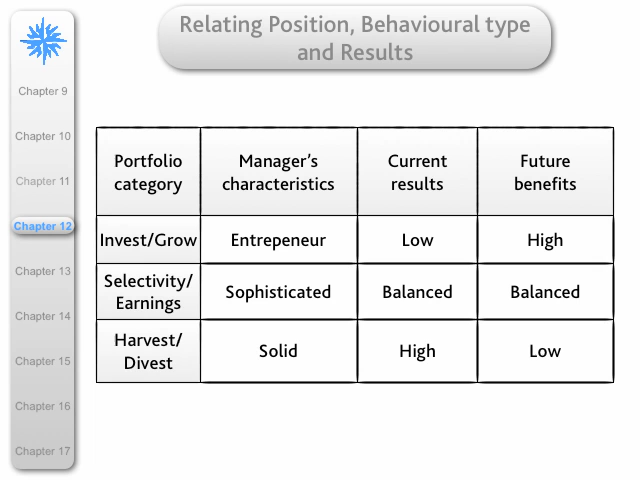 Relating Position, Behavioural type
and Results
Chapter 9
Chapter 10
Chapter 11
Chapter 12
Chapter 13
Chapter 14
Chapter 15
Chapter 16
Chapter 17
Portfolio
category
Manager's
characteristics
Current
results
Future
benefits
Invest/Grow
Entrepeneur
Low
High
Selectivity/
Earnings
Sophisticated
Balanced
Balanced
Harvest/
Divest
Solid
High
Low